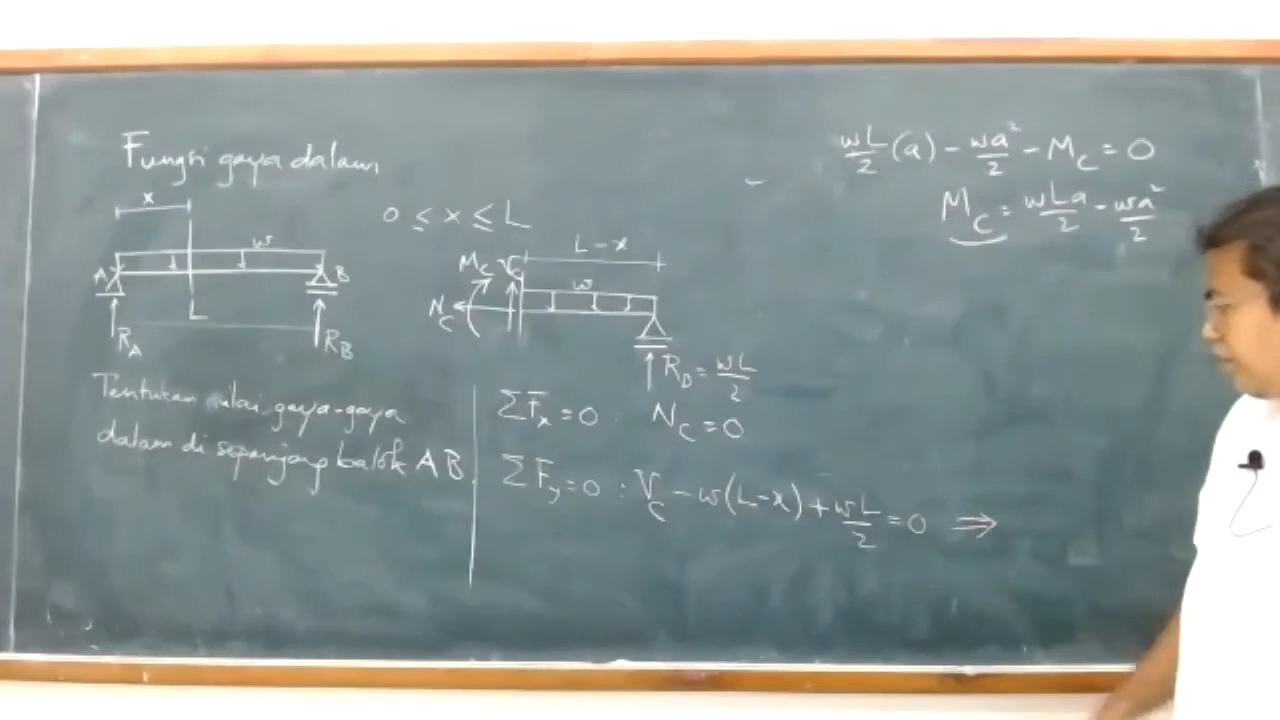 Fungsi gaya dalam
x
w
A
B
R_A
R_B
Tentukan nilai gaya-gaya
dalam di sepanjang balok AB.
0 ≤ x ≤ L
L-x
M_C V_C
w
N_C
R_B = wL/2
ΣF_x = 0 : N_C = 0
ΣF_y = 0 : V_C - w(L-x) + wL/2 = 0 ⇒
wL/2 (a) - wa²/2 - M_C = 0
M_C = wLa/2 - wa²/2